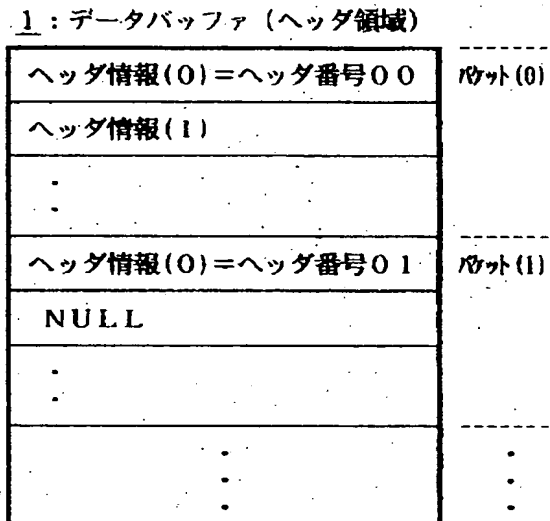 1：データバッファ（ヘッダ領域）
ヘッダ情報(0)＝ヘッダ番号００ パケット(0)
ヘッダ情報(1)
・
・
ヘッダ情報(0)＝ヘッダ番号０１ パケット(1)
ＮＵＬＬ
・
・
・ ・
・ ・
・ ・